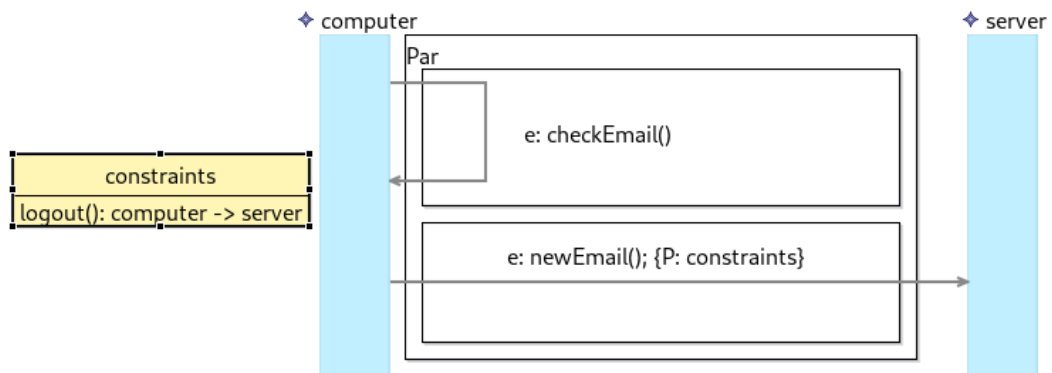 computer
server
Par
e: checkEmail()
constraints
logout(): computer -> server
e: newEmail(); {P: constraints}